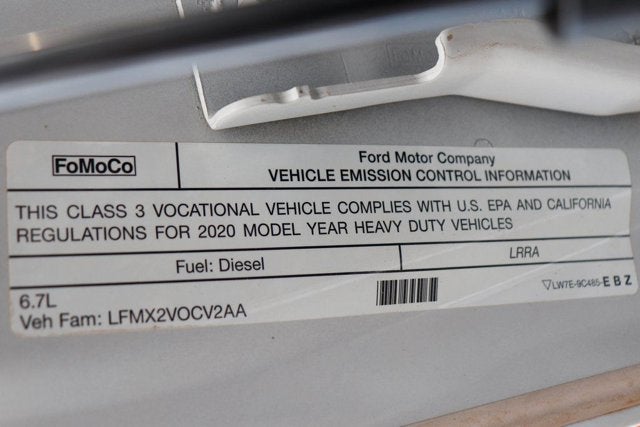 FoMoCo
Ford Motor Company
VEHICLE EMISSION CONTROL INFORMATION
THIS CLASS 3 VOCATIONAL VEHICLE COMPLIES WITH U.S. EPA AND CALIFORNIA
REGULATIONS FOR 2020 MODEL YEAR HEAVY DUTY VEHICLES
Fuel: Diesel
LRRA
6.7L
Veh Fam: LFMX2VOCV2AA
▽LW7E-9C485-EBZ